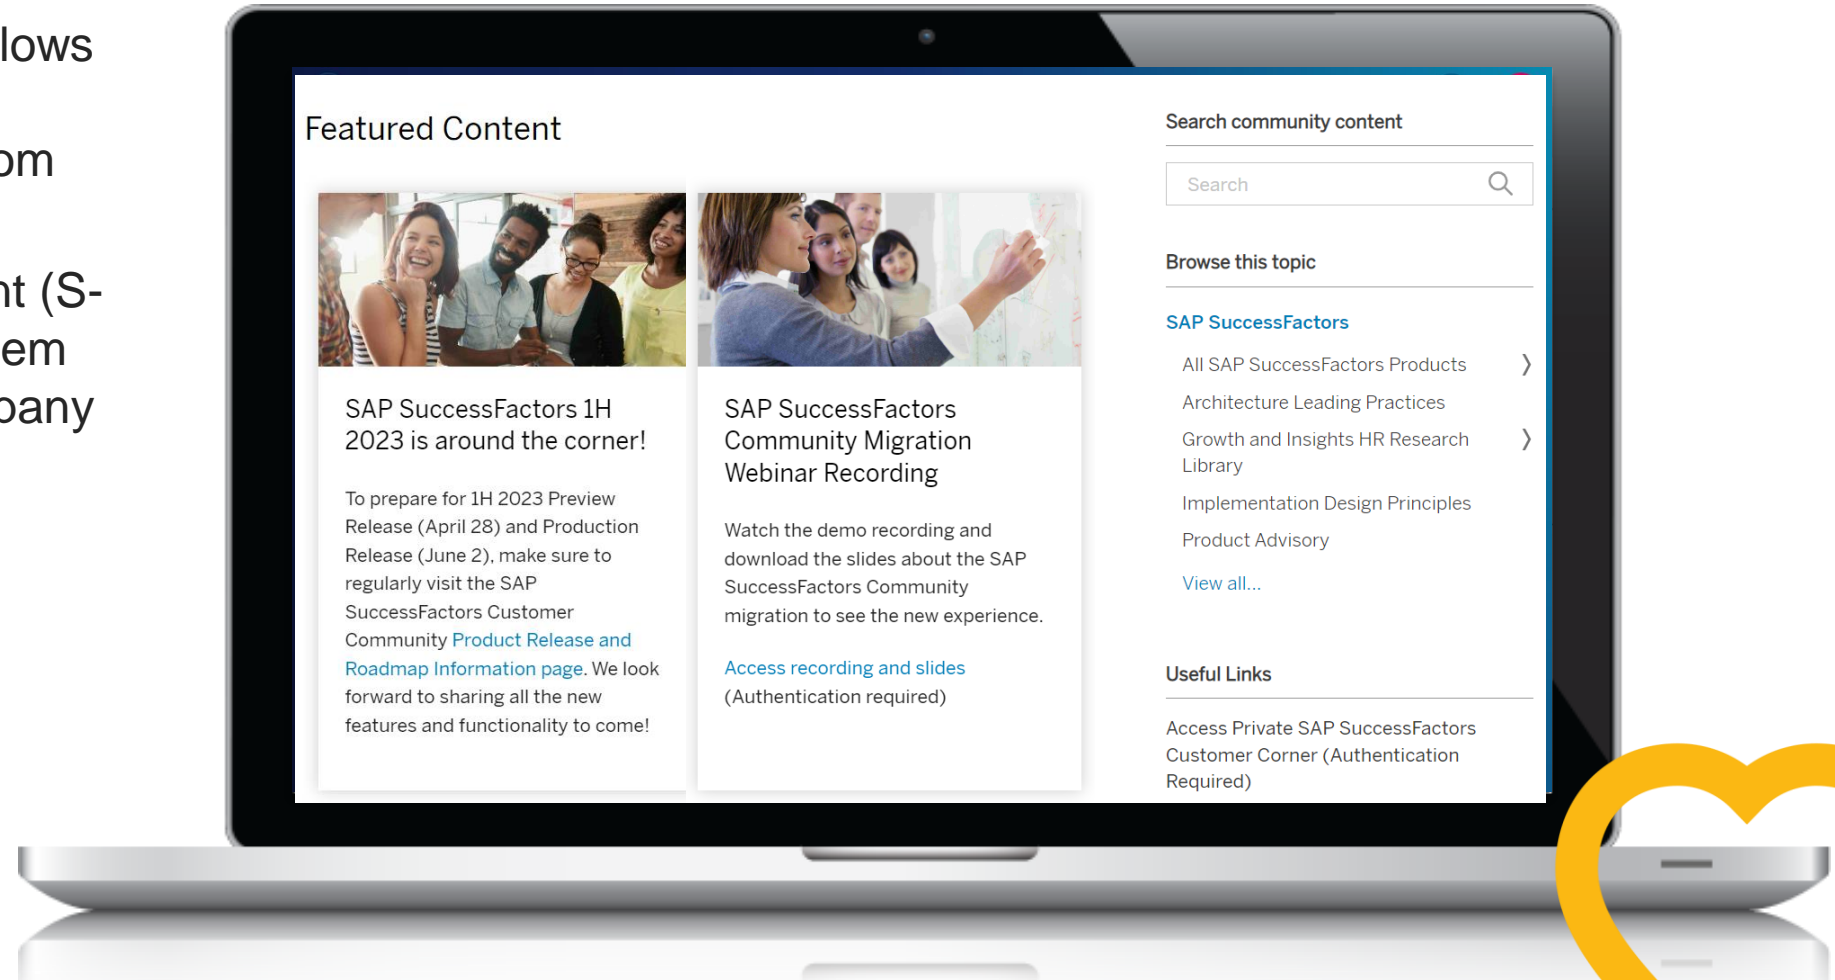 lows
om
nt (S-
em
pany
Featured Content
SAP SuccessFactors 1H
2023 is around the corner!
To prepare for 1H 2023 Preview
Release (April 28) and Production
Release (June 2), make sure to
regularly visit the SAP
SuccessFactors Customer
Community Product Release and
Roadmap Information page. We look
forward to sharing all the new
features and functionality to come!
SAP SuccessFactors
Community Migration
Webinar Recording
Watch the demo recording and
download the slides about the SAP
SuccessFactors Community
migration to see the new experience.
Access recording and slides
(Authentication required)
Search community content
Search
Browse this topic
SAP SuccessFactors
All SAP SuccessFactors Products
Architecture Leading Practices
Growth and Insights HR Research
Library
Implementation Design Principles
Product Advisory
View all...
Useful Links
Access Private SAP SuccessFactors
Customer Corner (Authentication
Required)